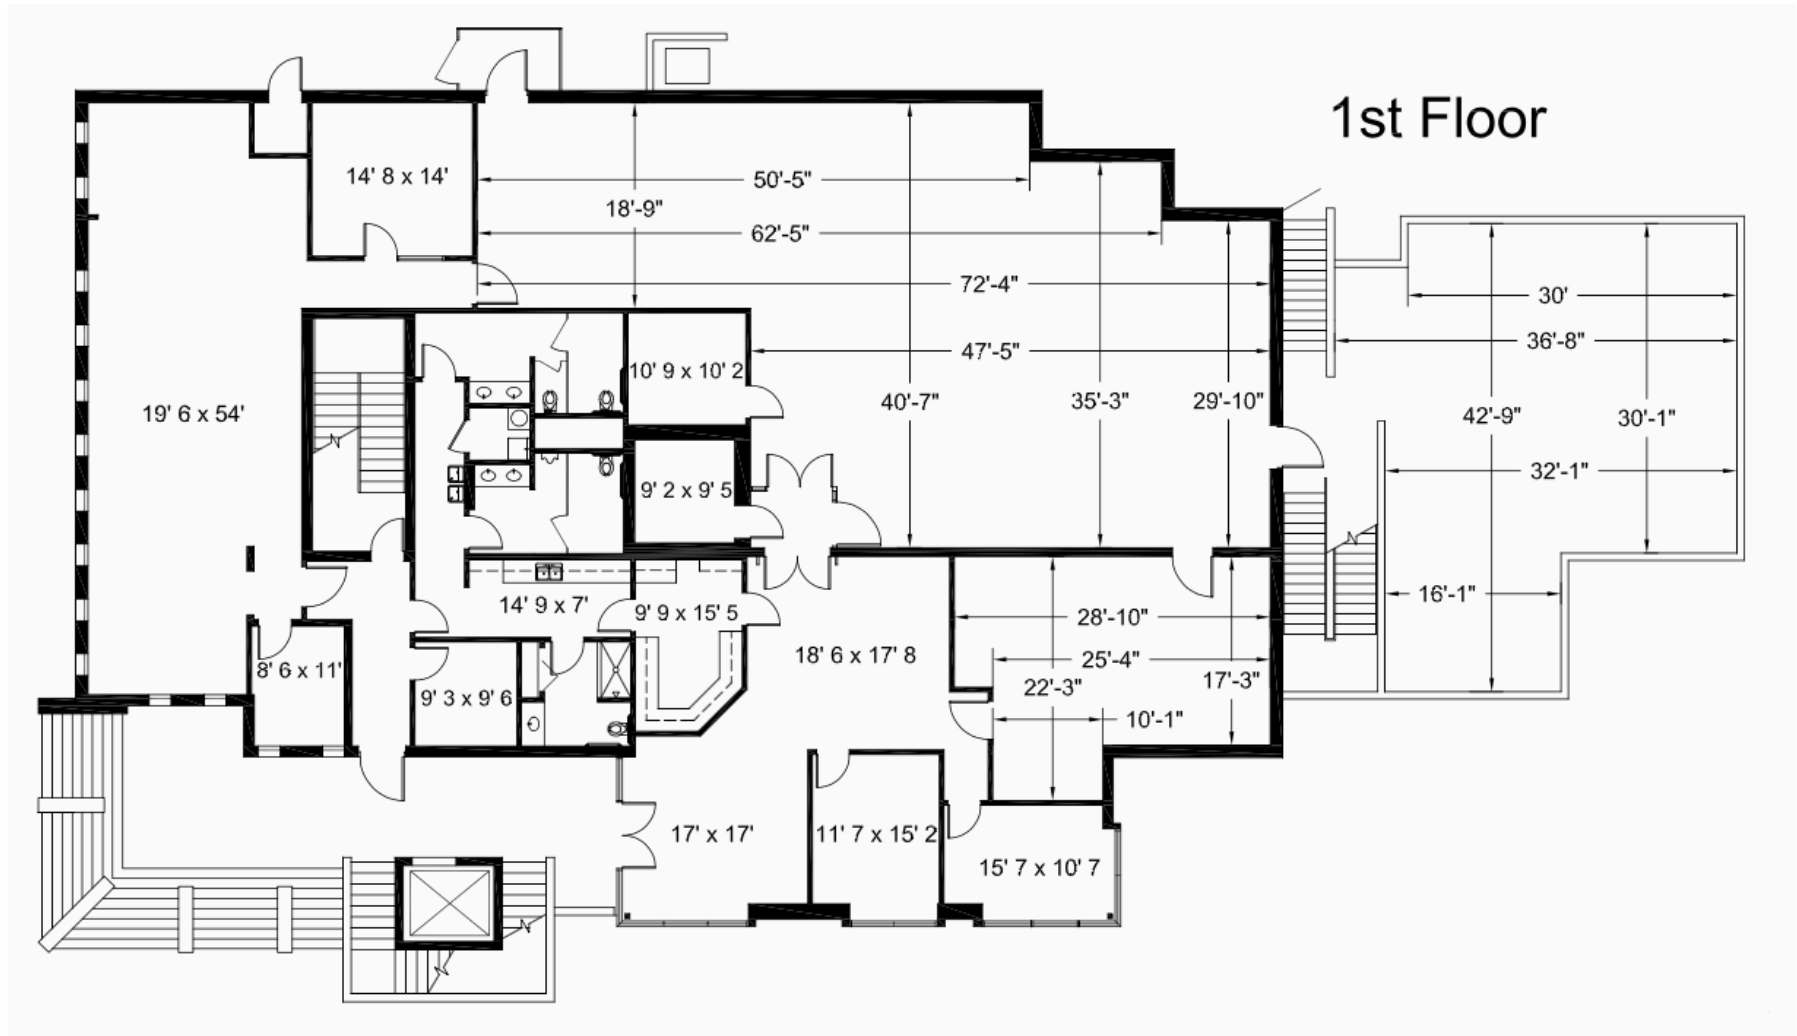 1st Floor
14' 8 x 14'
50'-5"
18'-9"
62'-5"
72'-4"
30'
36'-8"
47'-5"
10' 9 x 10' 2
19' 6 x 54'
40'-7"
35'-3"
29'-10"
42'-9"
30'-1"
32'-1"
9' 2 x 9' 5
16'-1"
14' 9 x 7'
9' 9 x 15' 5
28'-10"
18' 6 x 17' 8
25'-4"
8' 6 x 11'
17'-3"
22'-3"
9' 3 x 9' 6
10'-1"
17' x 17'
11' 7 x 15' 2
15' 7 x 10' 7